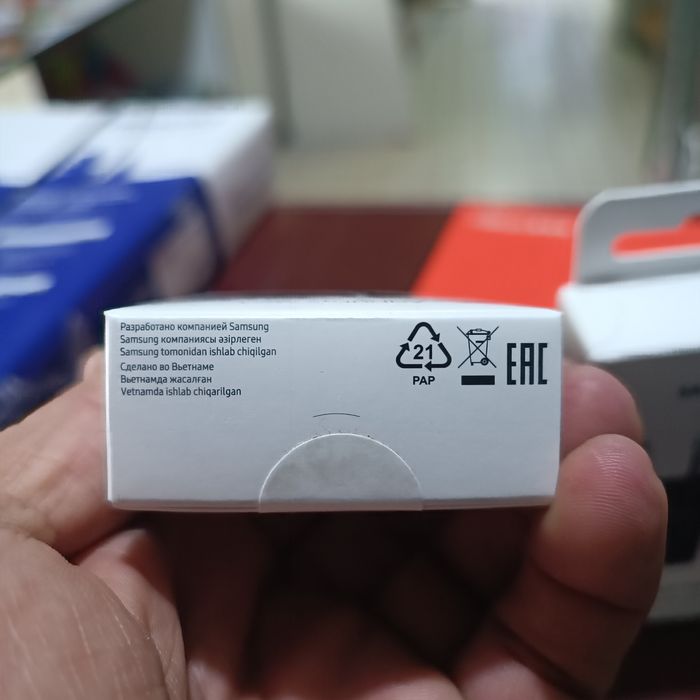 Разработано компанией Samsung
Samsung компаниясы әзірлеген
Samsung tomonidan ishlab chiqilgan
Сделано во Вьетнаме
Вьетнамда жасалған
Vetnamda ishlab chiqarilgan
21
PAP
EAC